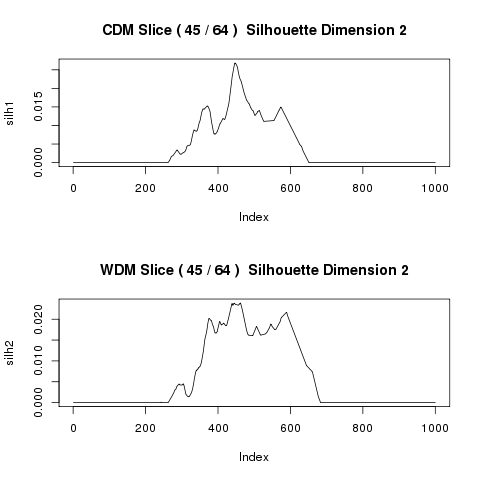 CDM Slice ( 45 / 64 )  Silhouette Dimension 2
silh1
0.015
0.000
0 200 400 600 800 1000
Index
WDM Slice ( 45 / 64 )  Silhouette Dimension 2
silh2
0.020
0.010
0.000
0 200 400 600 800 1000
Index